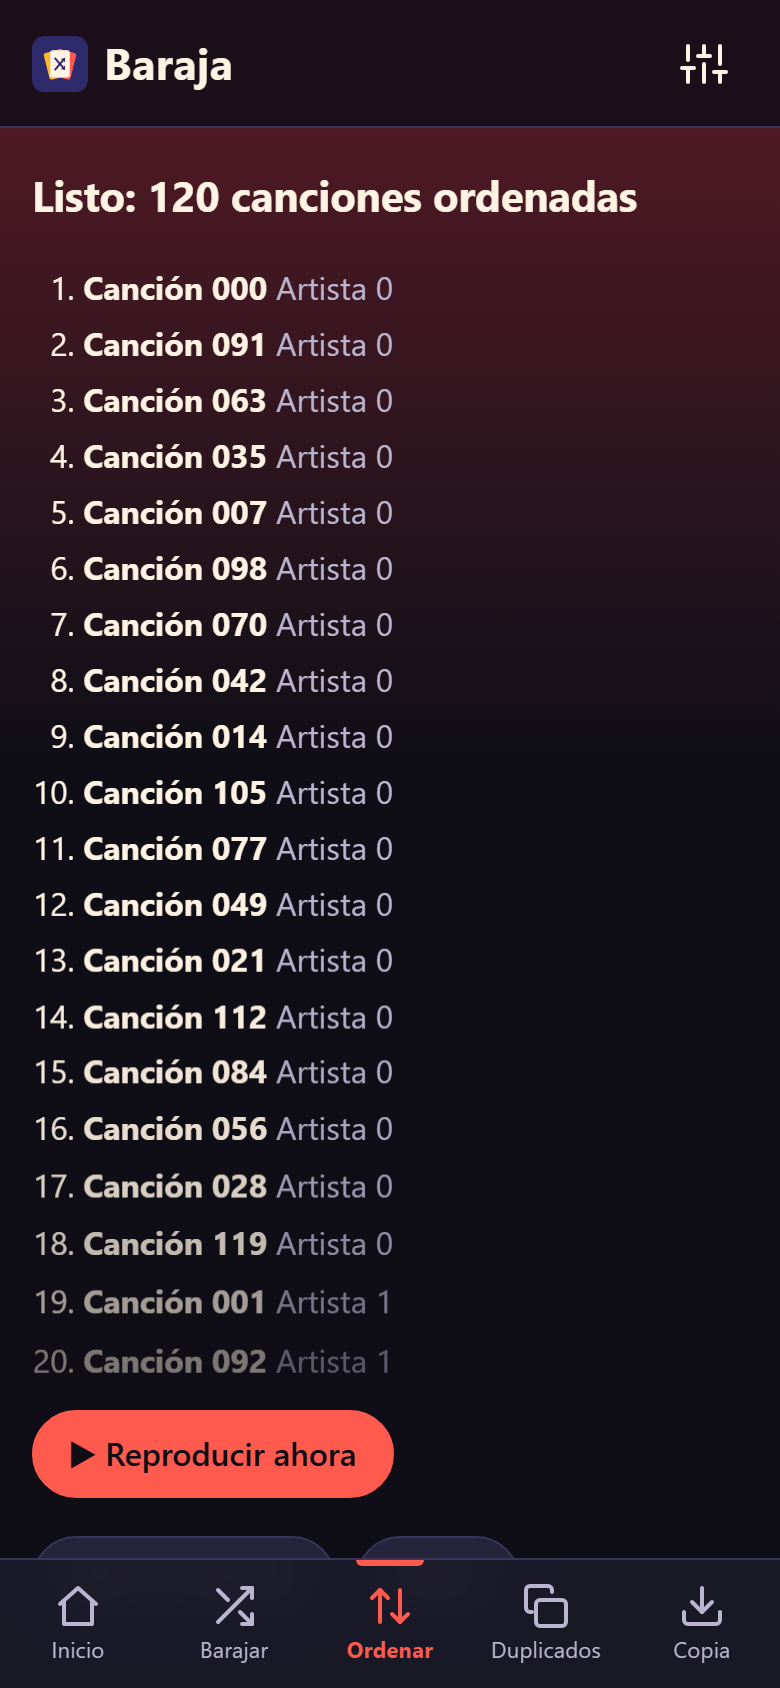 Baraja
Listo: 120 canciones ordenadas
1. Canción 000 Artista 0
2. Canción 091 Artista 0
3. Canción 063 Artista 0
4. Canción 035 Artista 0
5. Canción 007 Artista 0
6. Canción 098 Artista 0
7. Canción 070 Artista 0
8. Canción 042 Artista 0
9. Canción 014 Artista 0
10. Canción 105 Artista 0
11. Canción 077 Artista 0
12. Canción 049 Artista 0
13. Canción 021 Artista 0
14. Canción 112 Artista 0
15. Canción 084 Artista 0
16. Canción 056 Artista 0
17. Canción 028 Artista 0
18. Canción 119 Artista 0
19. Canción 001 Artista 1
20. Canción 092 Artista 1
▶ Reproducir ahora
Inicio Barajar Ordenar Duplicados Copia